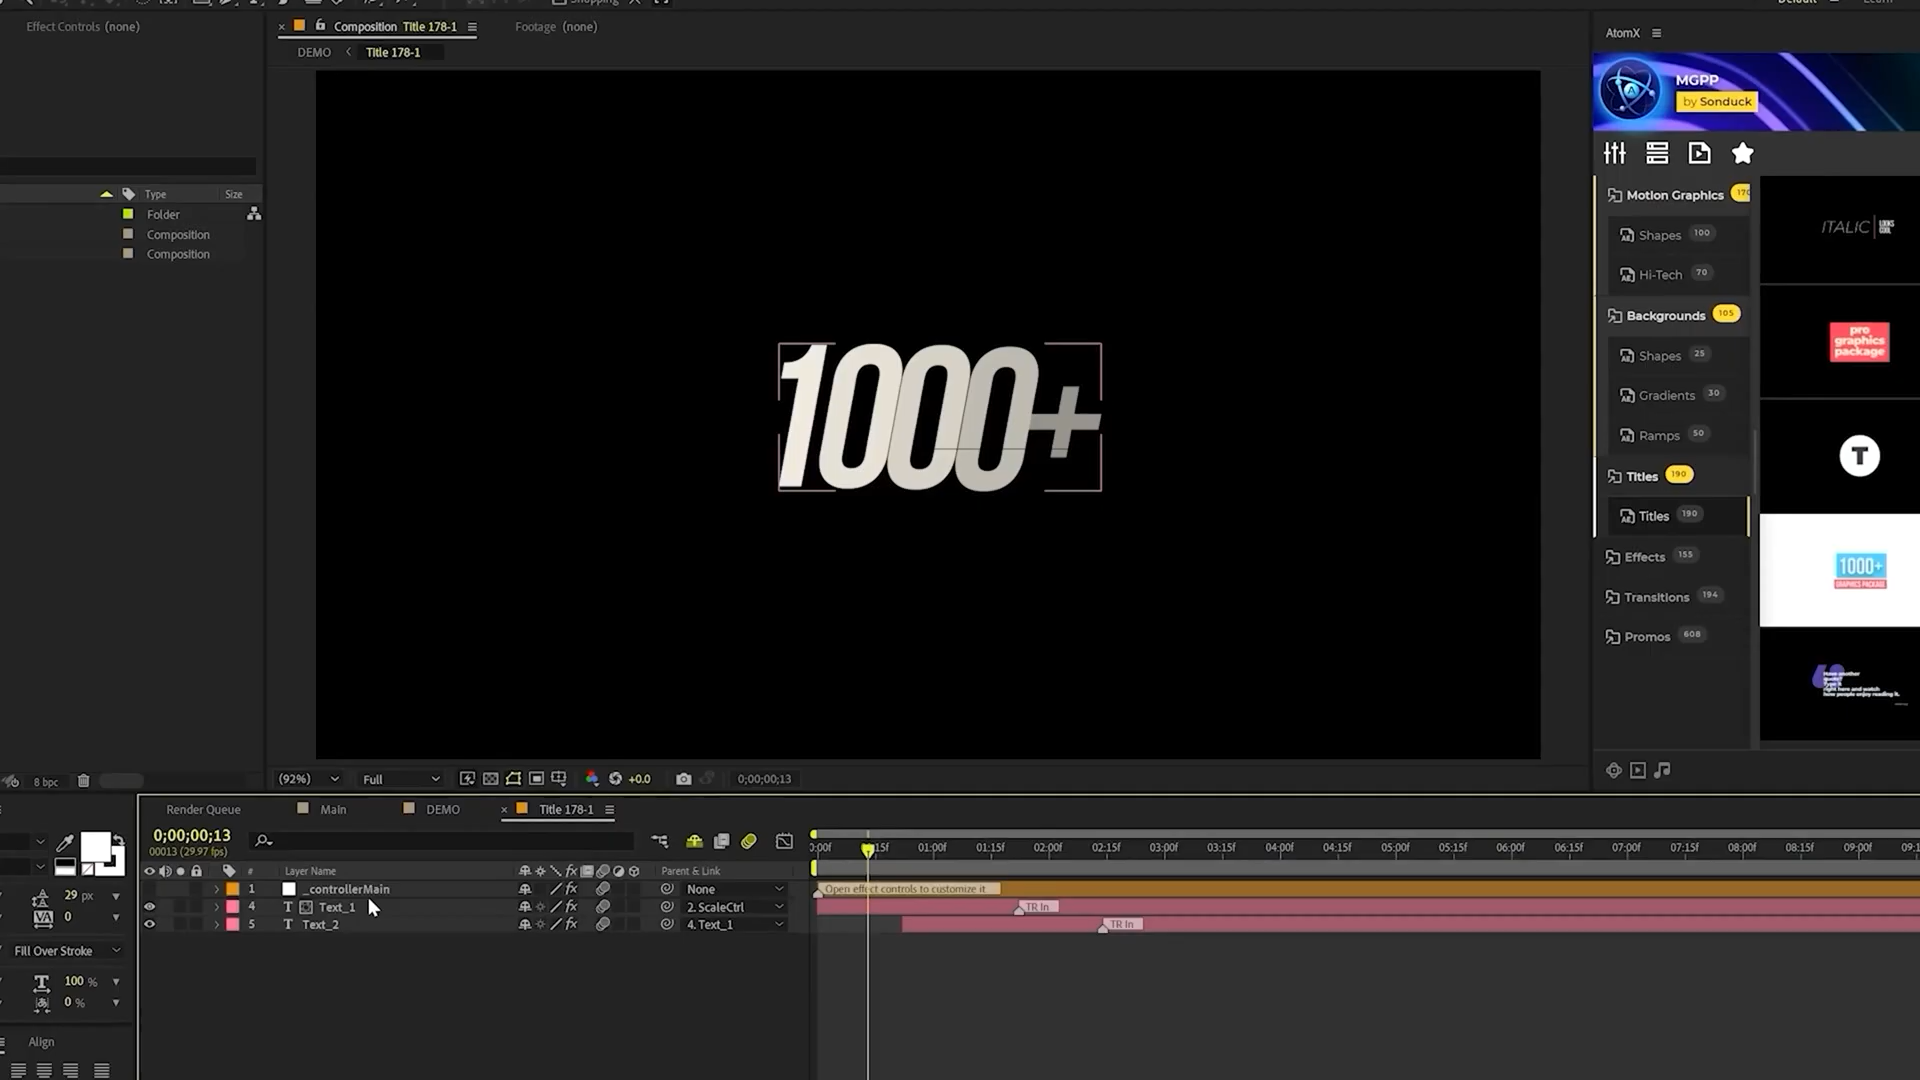 Effect Controls (none)
Composition Title 178-1
Footage (none)
DEMO
Title 178-1
Type
Size
Folder
Composition
Composition
1000+
(92%)
Full
+0.0
0;00;00;13
8 bpc
AtomX
MGPP
by Sonduck
Motion Graphics
Shapes 100
Hi-Tech 70
Backgrounds 105
Shapes 25
Gradients 30
Ramps 50
Titles 190
Titles 190
Effects 155
Transitions 194
Promos 608
ITALIC LOOKS COOL
pro
graphics
package
T
1000+
GRAPHICS PACKAGE
Render Queue
Main
DEMO
Title 178-1
0;00;00;13
00013 (29.97 fps)
# Layer Name
Parent & Link
1 _controllerMain
None
4 T Text_1
2. ScaleCtrl
5 T Text_2
4. Text_1
01:00f 01:15f 02:00f 02:15f 03:00f 03:15f 04:00f 04:15f 05:00f 05:15f 06:00f 06:15f 07:00f 07:15f 08:00f 08:15f 09:00f
Open effect controls to customize it
TR In
TR In
29 px
0
Fill Over Stroke
100 %
0 %
Align